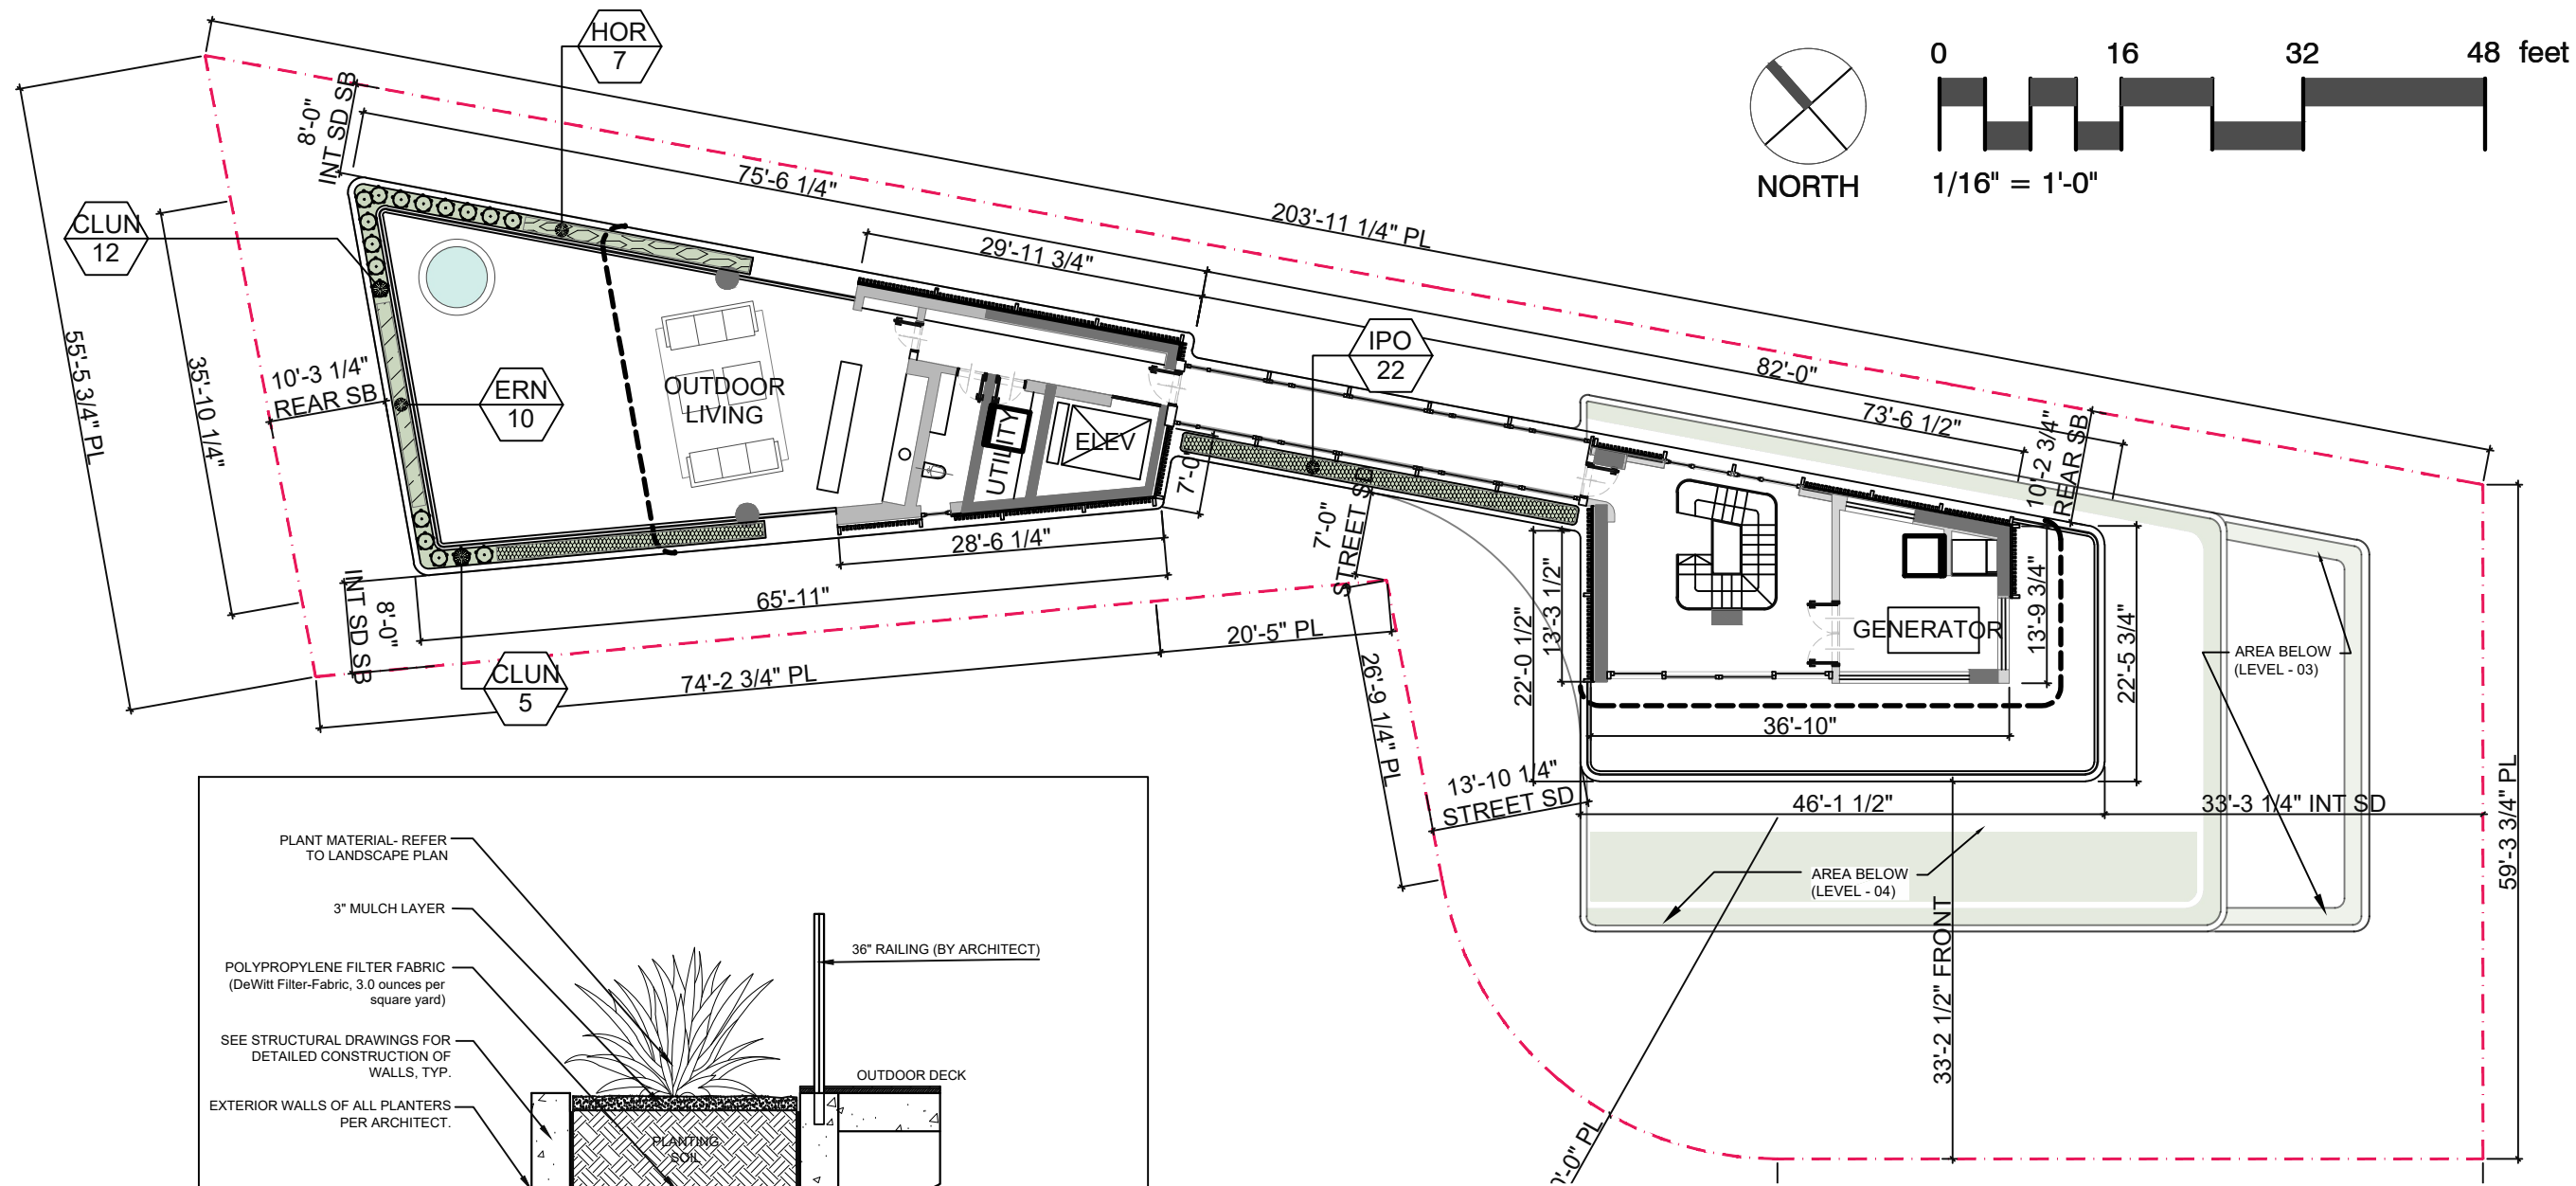 HOR
7
0 16 32 48 feet
1/16" = 1'-0"
NORTH
8'-0"
INT SD SB
75'-6 1/4"
203'-11 1/4" PL
29'-11 3/4"
CLUN
12
55'-5 3/4" PL
35'-10 1/4"
10'-3 1/4"
REAR SB
ERN
10
OUTDOOR
LIVING
UTILITY
ELEV
IPO
22
82'-0"
73'-6 1/2"
10'-2 3/4"
REAR SB
7'-0"
28'-6 1/4"
65'-11"
7'-0"
STREET SD
20'-5" PL
74'-2 3/4" PL
INT SD SB
8'-0"
CLUN
5
26'-9 1/4" PL
22'-0 1/2"
13'-3 1/2"
GENERATOR
13'-9 3/4"
22'-5 3/4"
36'-10"
AREA BELOW
(LEVEL - 03)
13'-10 1/4"
STREET SD
46'-1 1/2"
33'-3 1/4" INT SD
59'-3 3/4" PL
AREA BELOW
(LEVEL - 04)
33'-2 1/2" FRONT
'-0" PL
PLANT MATERIAL- REFER
TO LANDSCAPE PLAN
3" MULCH LAYER
POLYPROPYLENE FILTER FABRIC
(DeWitt Filter-Fabric, 3.0 ounces per
square yard)
SEE STRUCTURAL DRAWINGS FOR
DETAILED CONSTRUCTION OF
WALLS, TYP.
EXTERIOR WALLS OF ALL PLANTERS
PER ARCHITECT.
36" RAILING (BY ARCHITECT)
OUTDOOR DECK
PLANTING
SOIL